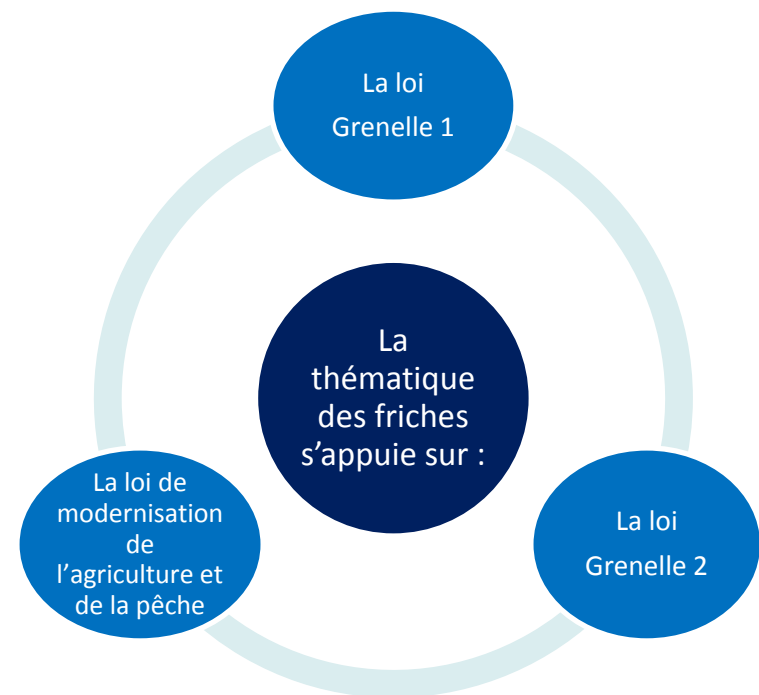 La loi
Grenelle 1
La
thématique
des friches
s’appuie sur :
La loi de
modernisation
de
l’agriculture et
de la pêche
La loi
Grenelle 2